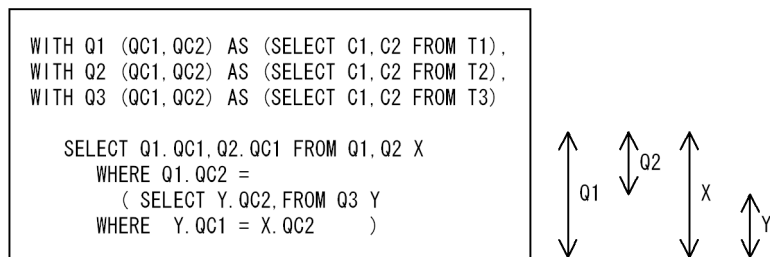 WITH Q1 (QC1,QC2) AS (SELECT C1,C2 FROM T1),
WITH Q2 (QC1,QC2) AS (SELECT C1,C2 FROM T2),
WITH Q3 (QC1,QC2) AS (SELECT C1,C2 FROM T3)
SELECT Q1.QC1,Q2.QC1 FROM Q1,Q2 X
WHERE Q1.QC2 =
( SELECT Y.QC2,FROM Q3 Y
WHERE Y.QC1 = X.QC2 )
Q1
Q2
X
Y